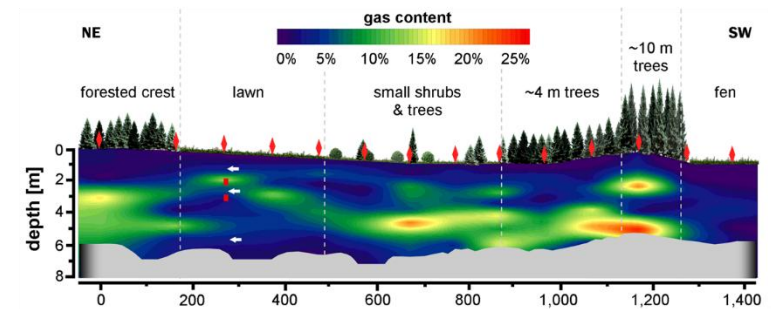 gas content
NE
SW
0% 5% 10% 15% 20% 25%
~10 m
trees
forested crest
lawn
small shrubs
& trees
~4 m trees
fen
depth [m]
0
2
4
6
8
0 200 400 600 800 1,000 1,200 1,400